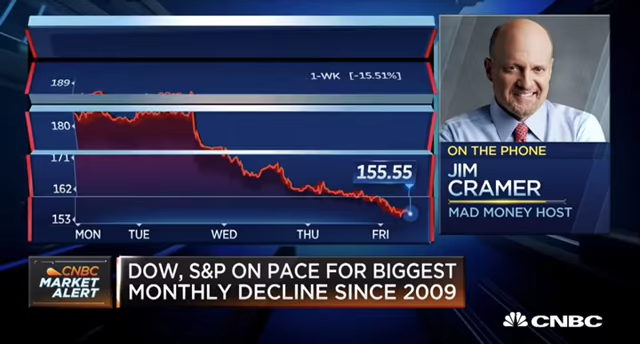 189
1-WK [-15.51%]
180
171
162
153
155.55
MON TUE WED THU FRI
ON THE PHONE
JIM
CRAMER
MAD MONEY HOST
CNBC
MARKET
ALERT
DOW, S&P ON PACE FOR BIGGEST
MONTHLY DECLINE SINCE 2009
CNBC